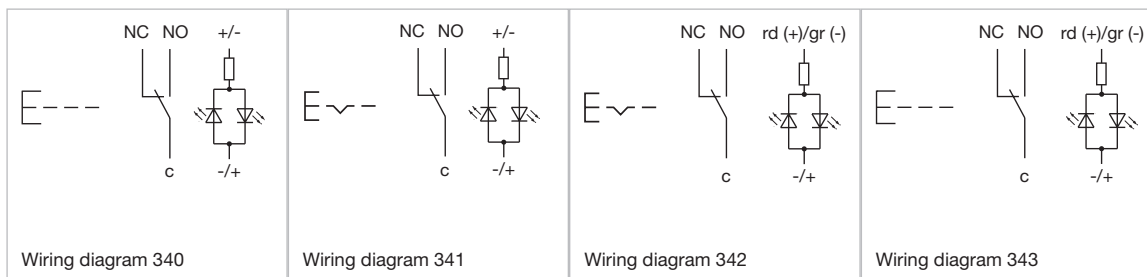 NC NO +/-
c -/+
Wiring diagram 340
NC NO +/-
c -/+
Wiring diagram 341
NC NO rd (+)/gr (-)
c -/+
Wiring diagram 342
NC NO rd (+)/gr (-)
c -/+
Wiring diagram 343